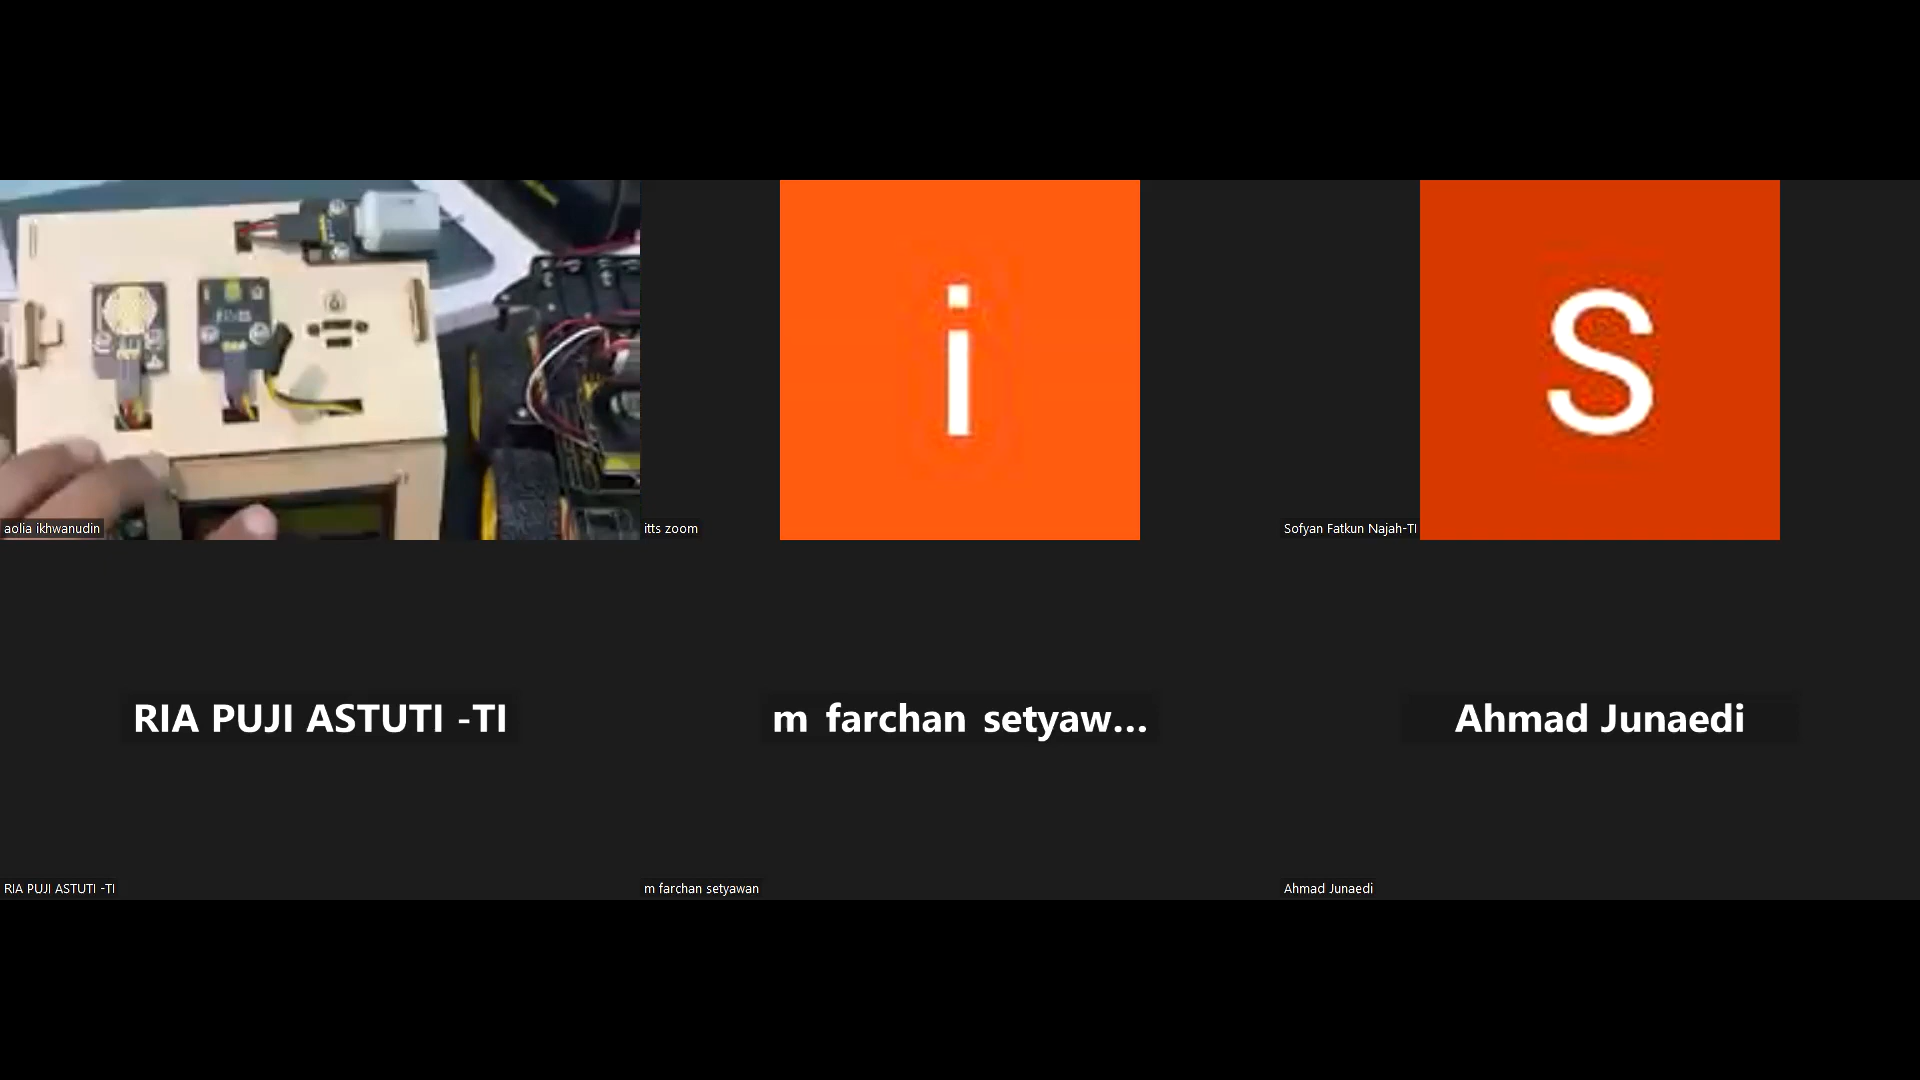 aolia ikhwanudin
i
itts zoom
S
Sofyan Fatkun Najah-TI
RIA PUJI ASTUTI -TI
m farchan setyaw...
Ahmad Junaedi
RIA PUJI ASTUTI -TI
m farchan setyawan
Ahmad Junaedi